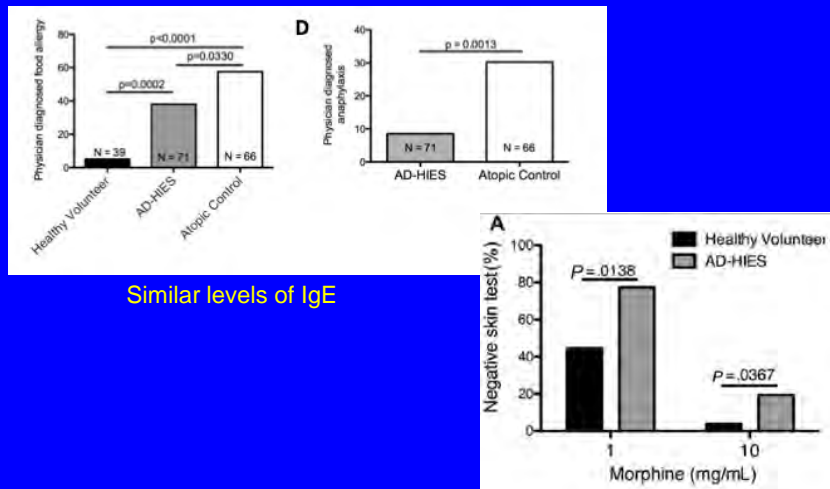 Physician diagnosed food allergy
80
60
40
20
0
p<0.0001
p=0.0330
p=0.0002
N = 39
N = 71
N = 66
Healthy Volunteer
AD-HIES
Atopic Control
D
Physician diagnosed
anaphylaxis
40
30
20
10
0
p = 0.0013
N = 71
N = 66
AD-HIES
Atopic Control
Similar levels of IgE
A
Healthy Volunteer
AD-HIES
Negative skin test(%)
100
80
60
40
20
0
P=.0138
P=.0367
1
10
Morphine (mg/mL)